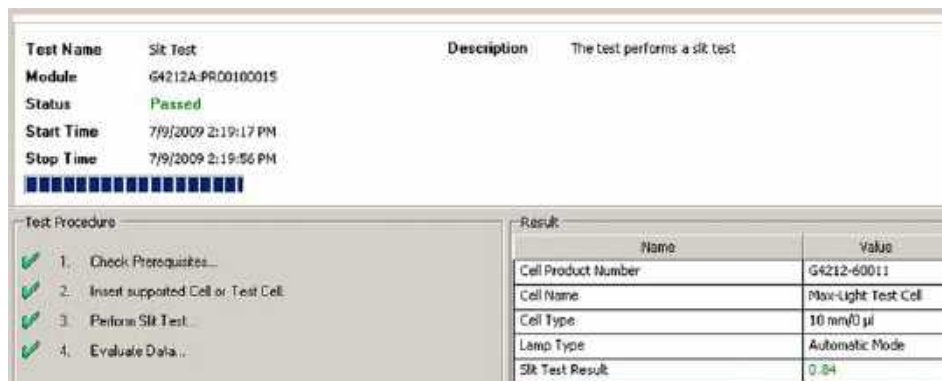 Test Name Slit Test Description The test performs a slit test
Module G4212A:PR00100015
Status Passed
Start Time 7/9/2009 2:19:17 PM
Stop Time 7/9/2009 2:19:56 PM
Test Procedure
1. Check Prerequisites...
2. Insert supported Cell or Test Cell
3. Perform Slit Test...
4. Evaluate Data...
Result
Name Value
Cell Product Number G4212-60011
Cell Name Max-Light Test Cell
Cell Type 10 mm/0 µl
Lamp Type Automatic Mode
Slit Test Result 0.84